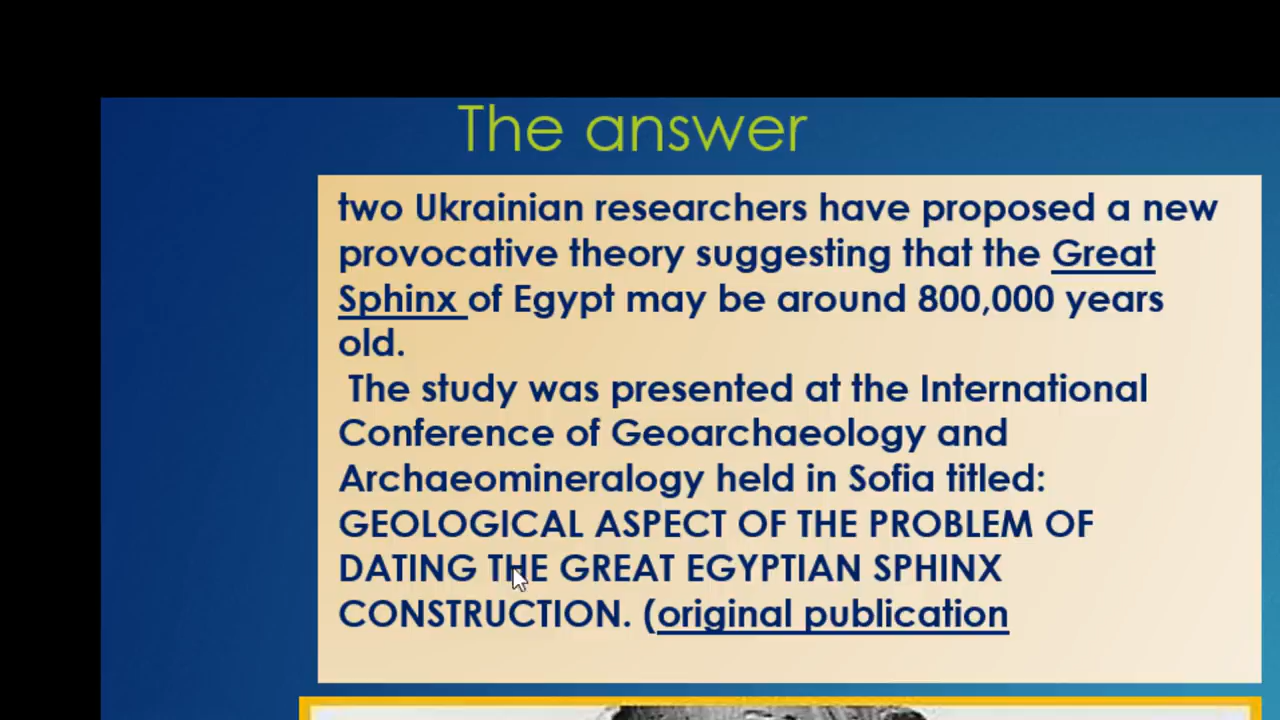 The answer
two Ukrainian researchers have proposed a new
provocative theory suggesting that the Great
Sphinx of Egypt may be around 800,000 years
old.
The study was presented at the International
Conference of Geoarchaeology and
Archaeomineralogy held in Sofia titled:
GEOLOGICAL ASPECT OF THE PROBLEM OF
DATING THE GREAT EGYPTIAN SPHINX
CONSTRUCTION. (original publication